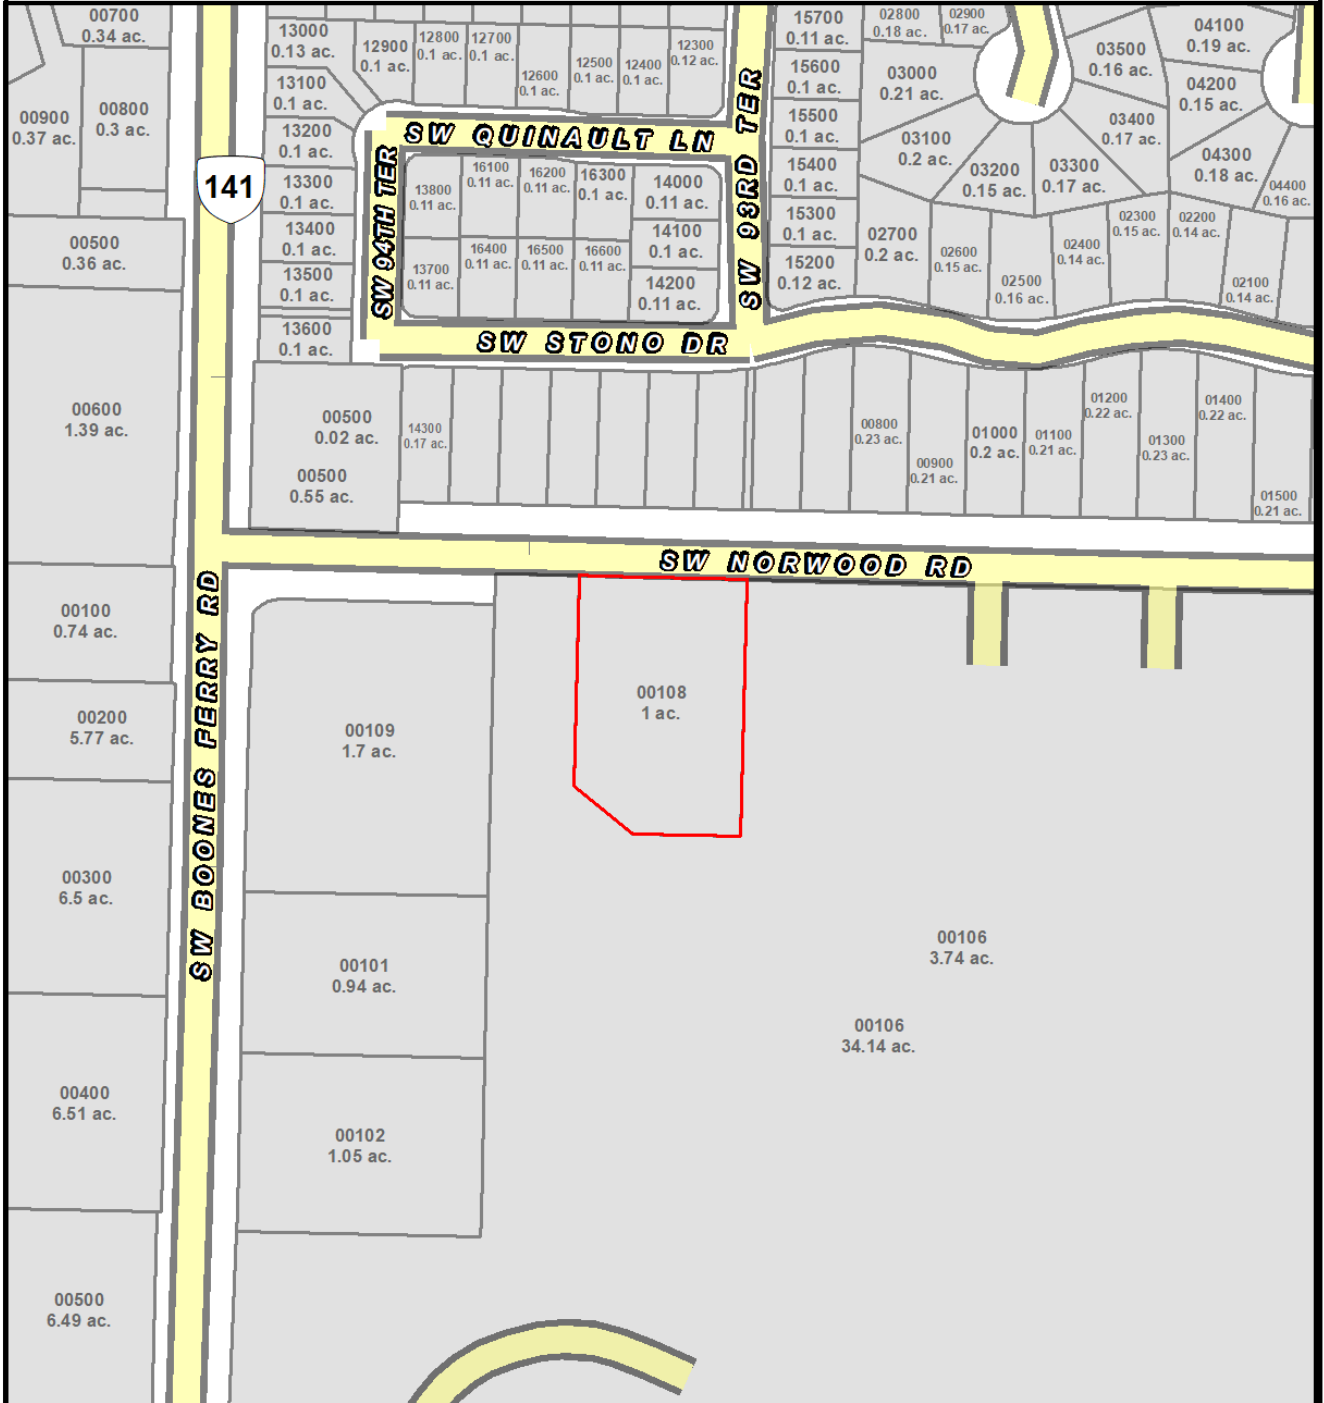 00700
0.34 ac.
00900
0.37 ac.
00800
0.3 ac.
13000
0.13 ac.
12900
0.1 ac.
12800
0.1 ac.
12700
0.1 ac.
12600
0.1 ac.
12500
0.1 ac.
12400
0.1 ac.
12300
0.12 ac.
13100
0.1 ac.
13200
0.1 ac.
13300
0.1 ac.
13400
0.1 ac.
13500
0.1 ac.
13600
0.1 ac.
15700
0.11 ac.
15600
0.1 ac.
15500
0.1 ac.
15400
0.1 ac.
15300
0.1 ac.
15200
0.12 ac.
02800
0.18 ac.
02900
0.17 ac.
03000
0.21 ac.
03100
0.2 ac.
03200
0.15 ac.
03300
0.17 ac.
03400
0.17 ac.
03500
0.16 ac.
04100
0.19 ac.
04200
0.15 ac.
04300
0.18 ac.
04400
0.16 ac.
02700
0.2 ac.
02600
0.15 ac.
02500
0.16 ac.
02400
0.14 ac.
02300
0.15 ac.
02200
0.14 ac.
02100
0.14 ac.
SW QUINAULT LN
SW 94TH TER
SW 93RD TER
SW STONO DR
141
13800
0.11 ac.
16100
0.11 ac.
16200
0.11 ac.
16300
0.1 ac.
14000
0.11 ac.
14100
0.1 ac.
14200
0.11 ac.
13700
0.11 ac.
16400
0.11 ac.
16500
0.11 ac.
16600
0.11 ac.
00500
0.36 ac.
00600
1.39 ac.
00500
0.02 ac.
00500
0.55 ac.
14300
0.17 ac.
00800
0.23 ac.
00900
0.21 ac.
01000
0.2 ac.
01100
0.21 ac.
01200
0.22 ac.
01300
0.23 ac.
01400
0.22 ac.
01500
0.21 ac.
SW NORWOOD RD
SW BOONES FERRY RD
00100
0.74 ac.
00200
5.77 ac.
00300
6.5 ac.
00400
6.51 ac.
00500
6.49 ac.
00109
1.7 ac.
00101
0.94 ac.
00102
1.05 ac.
00108
1 ac.
00106
3.74 ac.
00106
34.14 ac.